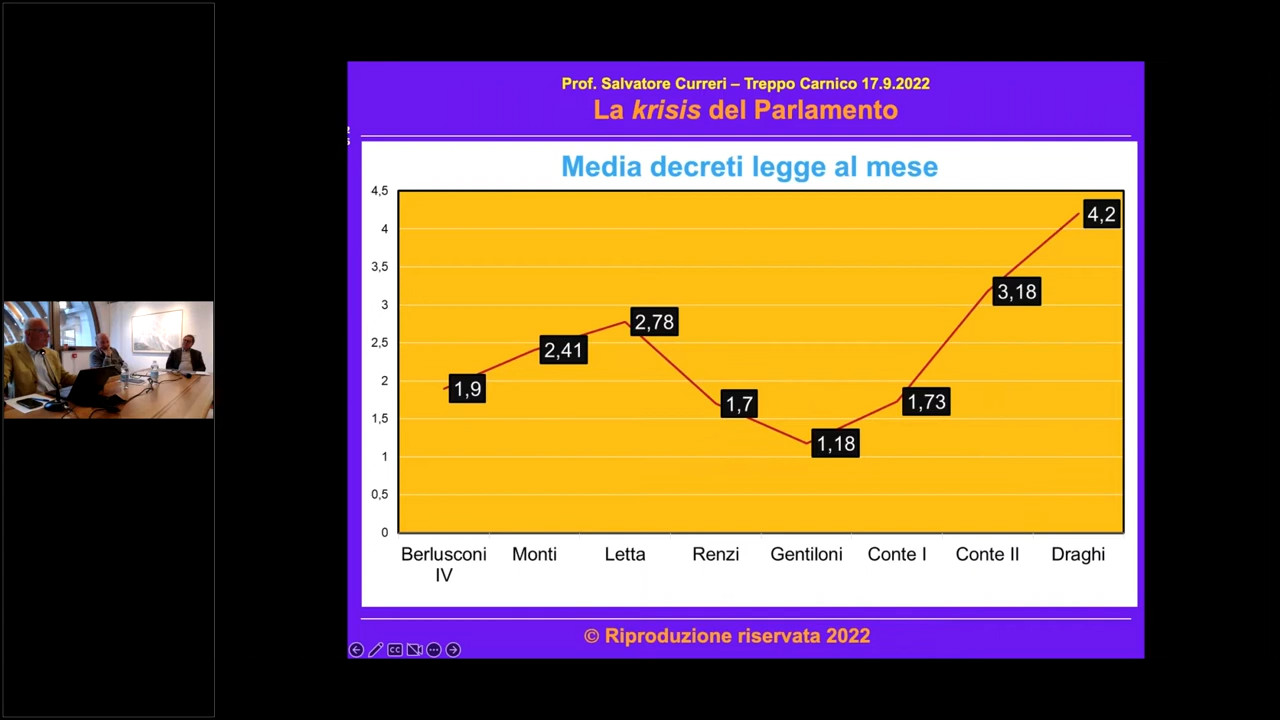 Prof. Salvatore Curreri – Treppo Carnico 17.9.2022
La krisis del Parlamento
Media decreti legge al mese
4,5
4
3,5
3
2,5
2
1,5
1
0,5
0
1,9
2,41
2,78
1,7
1,18
1,73
3,18
4,2
Berlusconi IV
Monti
Letta
Renzi
Gentiloni
Conte I
Conte II
Draghi
© Riproduzione riservata 2022
CC